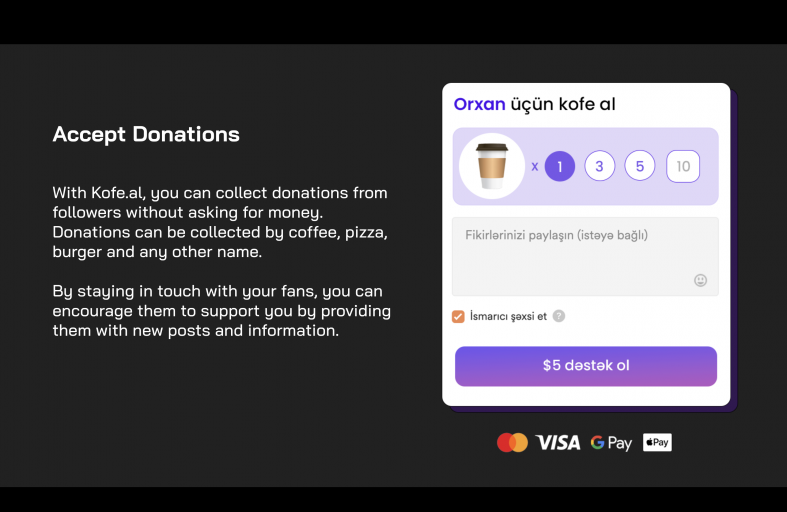 Accept Donations
With Kofe.al, you can collect donations from
followers without asking for money.
Donations can be collected by coffee, pizza,
burger and any other name.
By staying in touch with your fans, you can
encourage them to support you by providing
them with new posts and information.
Orxan üçün kofe al
x 1 3 5 10
Fikirlərinizi paylaşın (istəyə bağlı)
İsmarıcı şəxsi et ?
$5 dəstək ol
VISA G Pay Pay